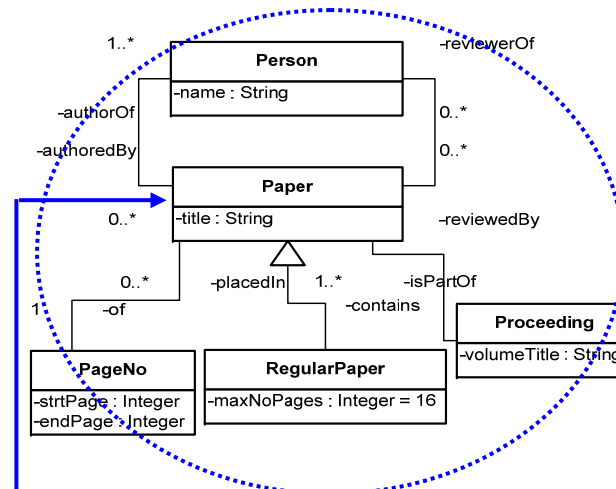 1..*
-reviewerOf
Person
-name : String
-authorOf
0..*
-authoredBy
0..*
Paper
0..*
-title : String
-reviewedBy
0..*
-placedIn
1..*
-isPartOf
1
-of
-contains
Proceeding
-volumeTitle : String
PageNo
RegularPaper
-strtPage : Integer
-maxNoPages : Integer = 16
-endPage : Integer